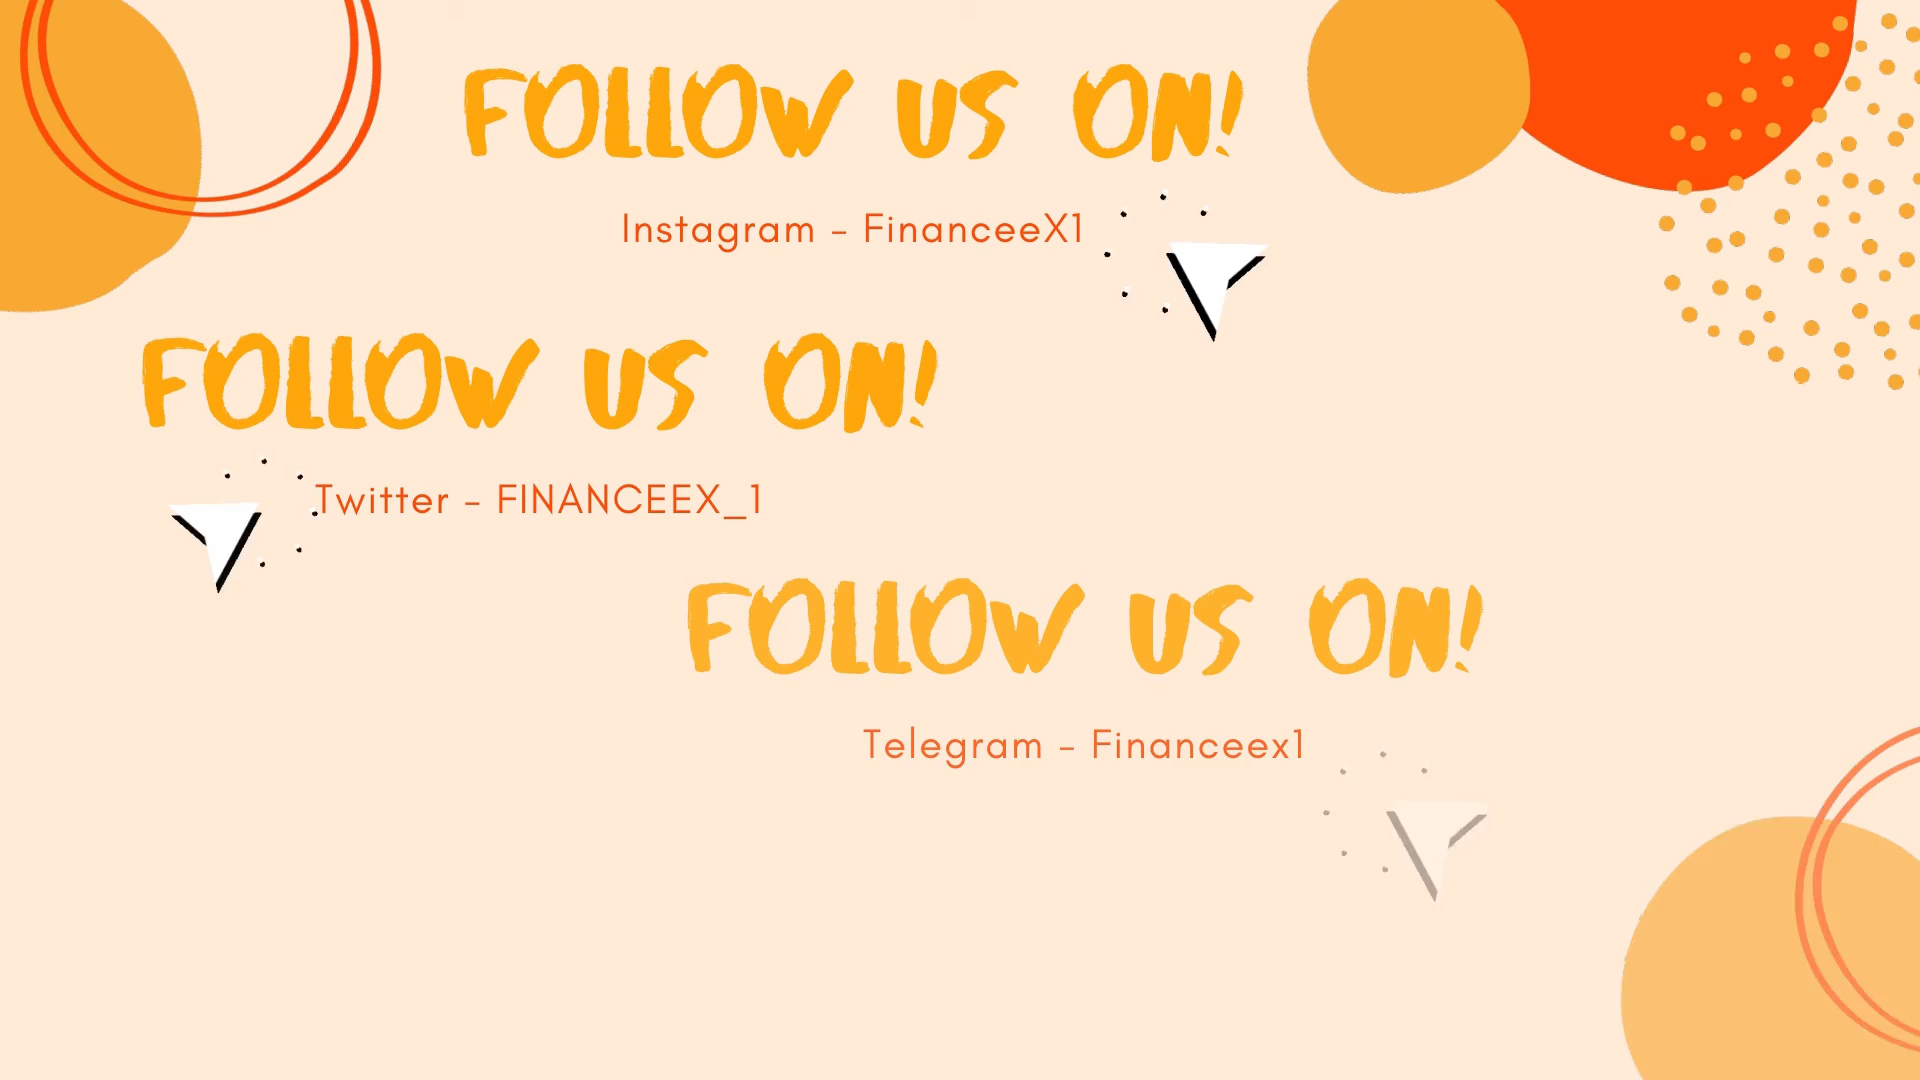 FOLLOW US ON!
Instagram - FinanceeX1
FOLLOW US ON!
Twitter - FINANCEEX_1
FOLLOW US ON!
Telegram - Financeex1